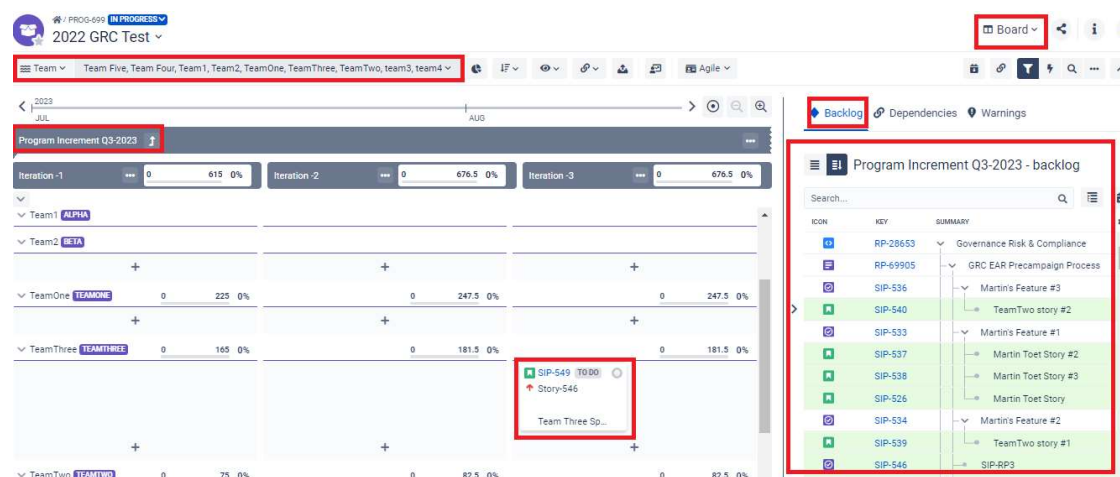 / PROG-699 IN PROGRESS
2022 GRC Test
Board
Team Team Five, Team Four, Team1, Team2, TeamOne, TeamThree, TeamTwo, team3, team4
Agile
2023
JUL AUG
Program Increment Q3-2023
Iteration -1 0 615 0% Iteration -2 0 676.5 0% Iteration -3 0 676.5 0%
Team1 ALPHA
Team2 BETA
+ + +
TeamOne TEAMONE 0 225 0% 0 247.5 0% 0 247.5 0%
+ + +
TeamThree TEAMTHREE 0 165 0% 0 181.5 0% 0 181.5 0%
SIP-549 TO DO
Story-546
Team Three Sp...
+ + +
TeamTwo TEAMTWO 0 75 0% 0 82.5 0% 0 82.5 0%
Backlog Dependencies Warnings
Program Increment Q3-2023 - backlog
Search...
ICON KEY SUMMARY
RP-28653 Governance Risk & Compliance
RP-69905 GRC EAR Precampaign Process
SIP-536 Martin's Feature #3
SIP-540 TeamTwo story #2
SIP-533 Martin's Feature #1
SIP-537 Martin Toet Story #2
SIP-538 Martin Toet Story #3
SIP-526 Martin Toet Story
SIP-534 Martin's Feature #2
SIP-539 TeamTwo story #1
SIP-546 SIP-RP3